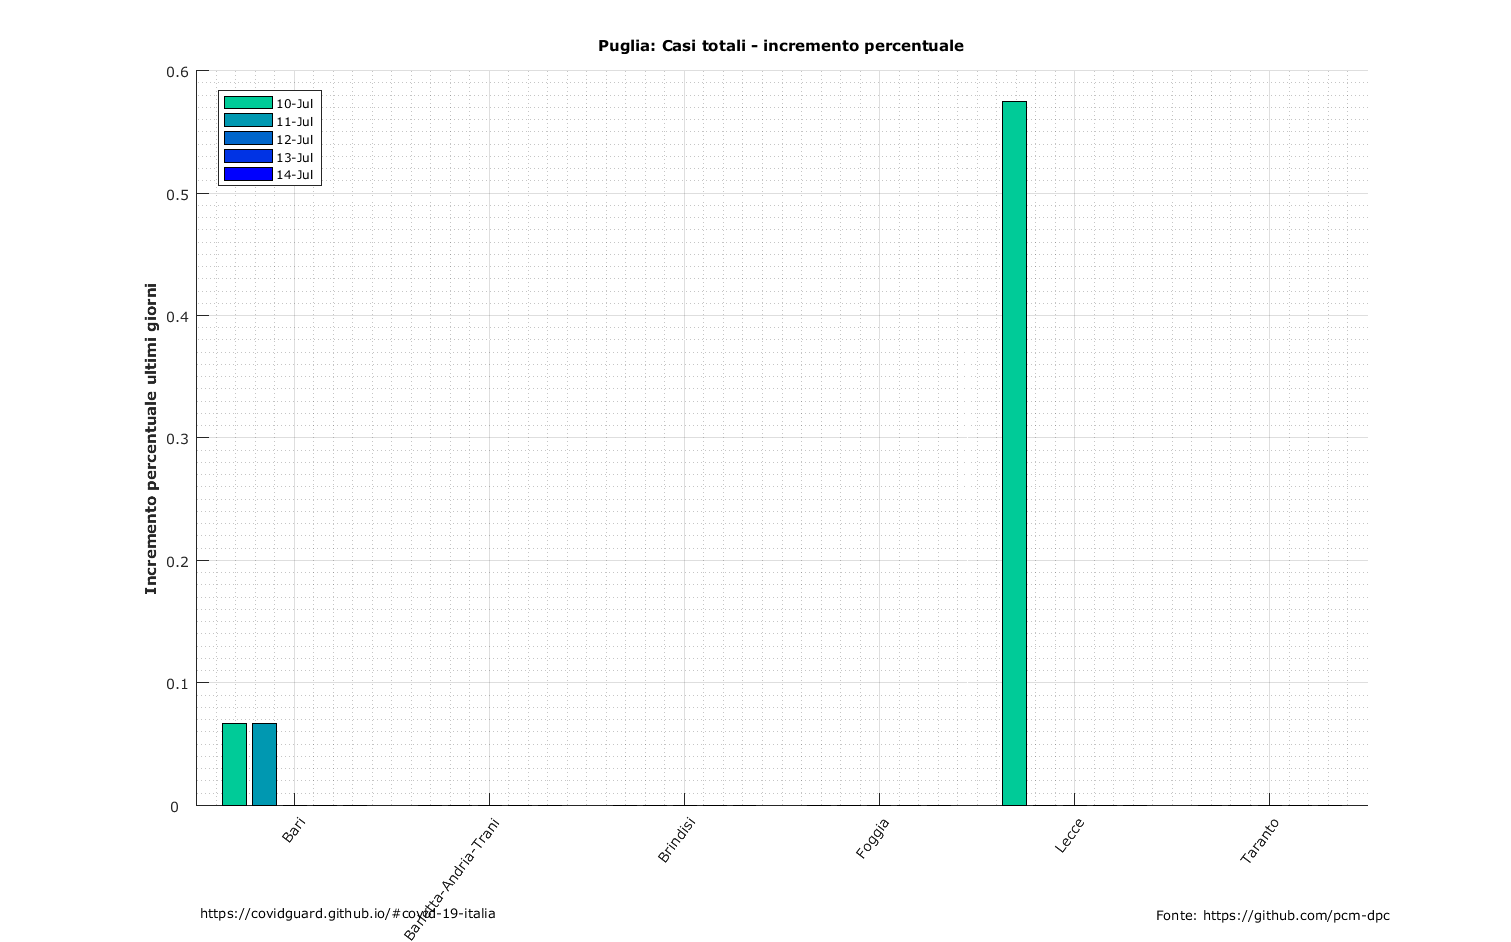 Puglia: Casi totali - incremento percentuale
Incremento percentuale ultimi giorni
0.6
0.5
0.4
0.3
0.2
0.1
0
10-Jul
11-Jul
12-Jul
13-Jul
14-Jul
Bari
Barletta-Andria-Trani
Brindisi
Foggia
Lecce
Taranto
https://covidguard.github.io/#covid-19-italia
Fonte: https://github.com/pcm-dpc